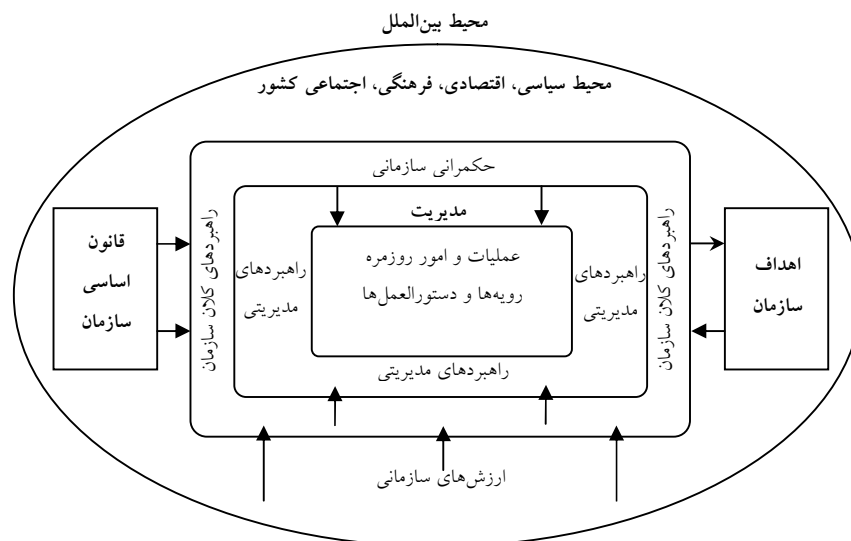 محیط بین‌الملل
محیط سیاسی، اقتصادی، فرهنگی، اجتماعی کشور
حکمرانی سازمانی
مدیریت
عملیات و امور روزمره
رویه‌ها و دستورالعمل‌ها
اهداف
سازمان
راهبردهای کلان سازمان
راهبردهای
مدیریتی
راهبردهای
مدیریتی
راهبردهای کلان سازمان
قانون
اساسی
سازمان
راهبردهای مدیریتی
ارزش‌های سازمانی